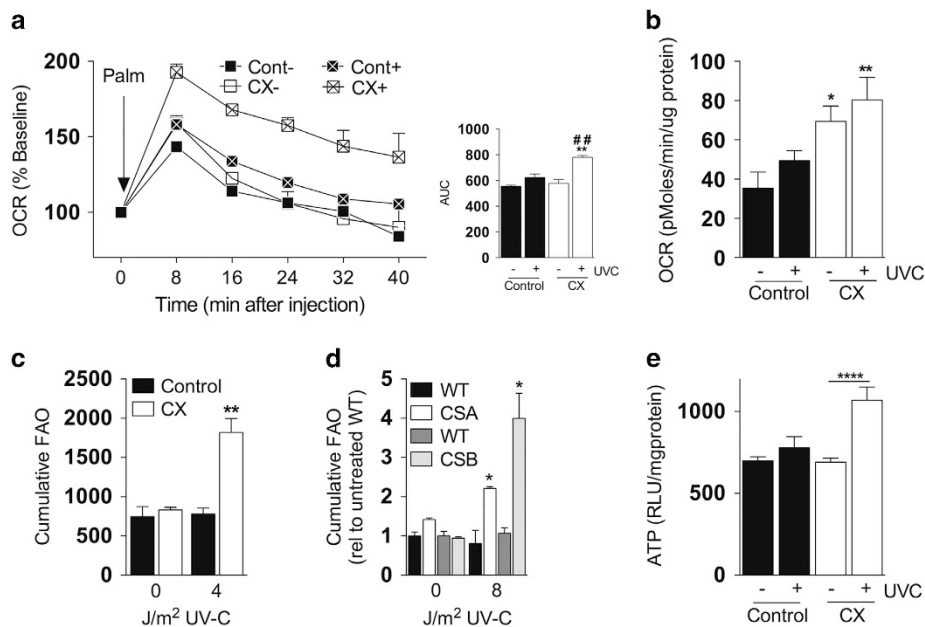 a
OCR (% Baseline)
200
150
100
Palm
Cont- Cont+
CX- CX+
0 8 16 24 32 40
Time (min after injection)
AUC
1000
800
600
400
200
0
##
**
- + - + UVC
Control CX
b
OCR (pMoles/min/ug protein)
100
80
60
40
20
0
* **
- + - + UVC
Control CX
c
Cumulative FAO
2500
2000
1500
1000
500
0
Control
CX
**
0 4
J/m² UV-C
d
Cumulative FAO
(rel to untreated WT)
5
4
3
2
1
0
WT
CSA
WT
CSB
* *
0 8
J/m² UV-C
e
ATP (RLU/mgprotein)
1000
500
0
****
- + - + UVC
Control CX